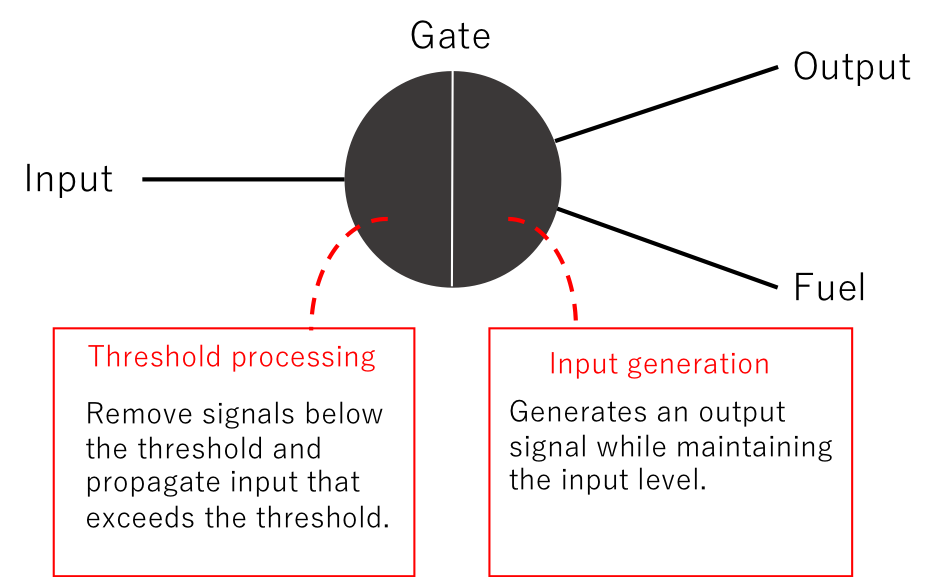 Gate
Output
Input
Fuel
Threshold processing
Remove signals below
the threshold and
propagate input that
exceeds the threshold.
Input generation
Generates an output
signal while maintaining
the input level.